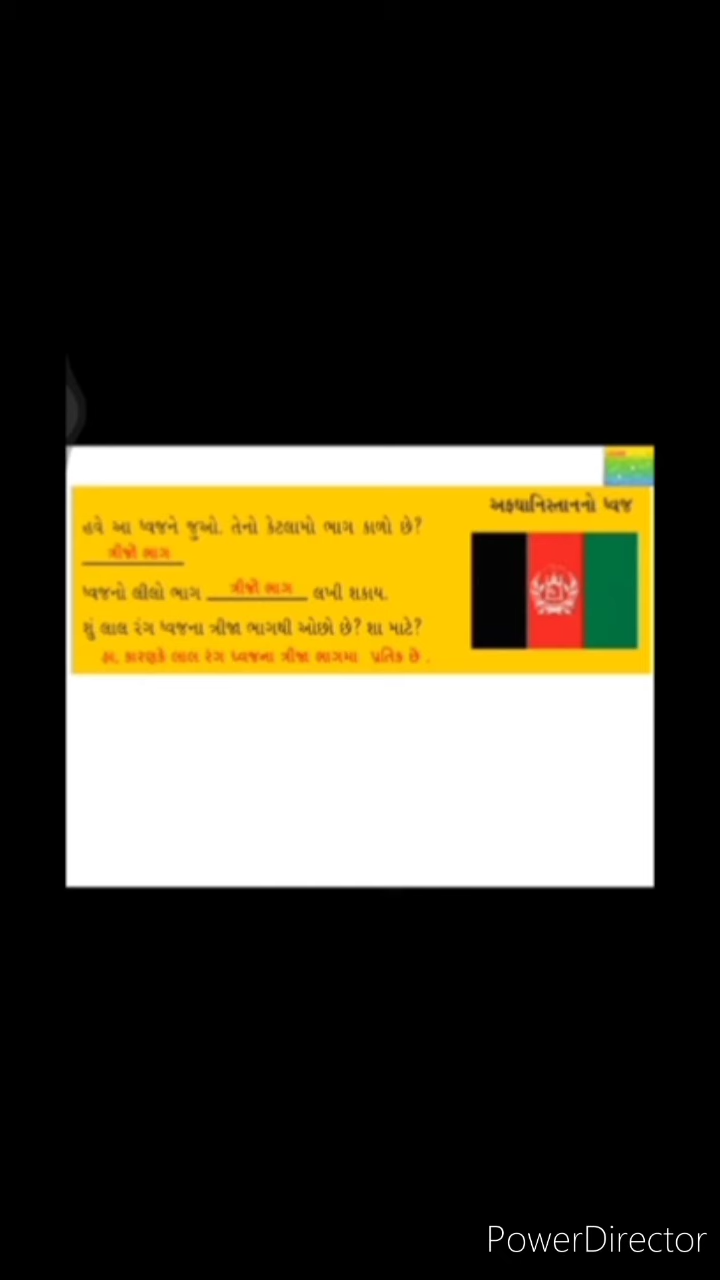 અફઘાનિસ્તાનનો ધ્વજ
હવે આ ધ્વજને જુઓ. તેનો કેટલામો ભાગ કાળો છે?
ત્રીજો ભાગ
ધ્વજનો લીલો ભાગ ત્રીજો ભાગ લખી શકાય.
શું લાલ રંગ ધ્વજના ત્રીજા ભાગથી ઓછો છે? શા માટે?
હા. કારણકે લાલ રંગ ધ્વજના ત્રીજા ભાગમા પ્રતિક છે .
PowerDirector